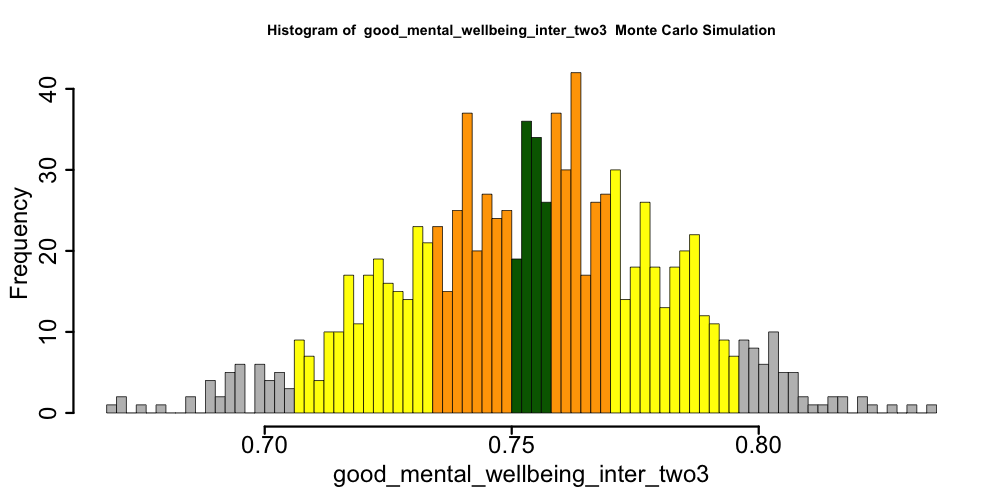 Histogram of  good_mental_wellbeing_inter_two3  Monte Carlo Simulation
Frequency
40
30
20
10
0
0.70 0.75 0.80
good_mental_wellbeing_inter_two3